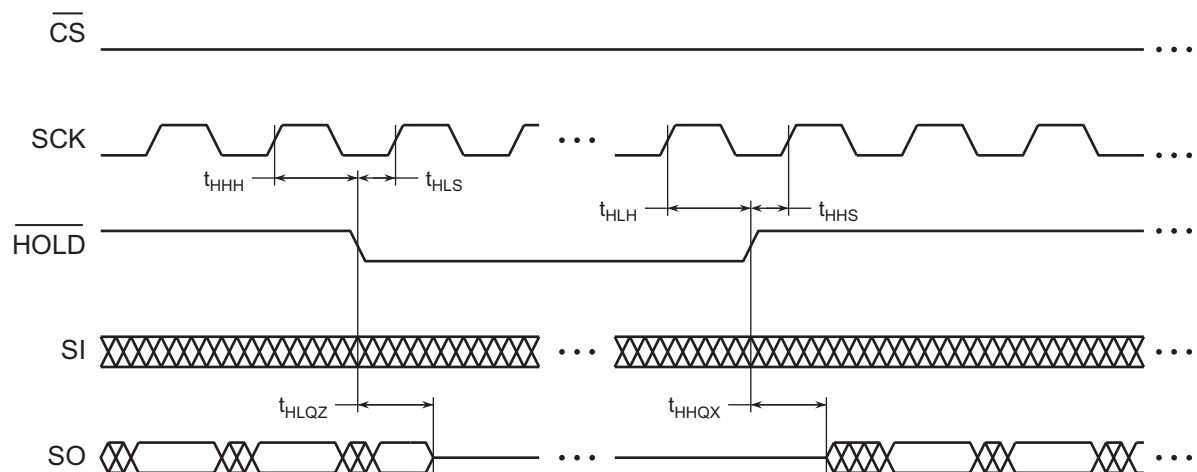 CS
SCK
tHHH
tHLS
tHLH
tHHS
HOLD
SI
tHLQZ
tHHQX
SO